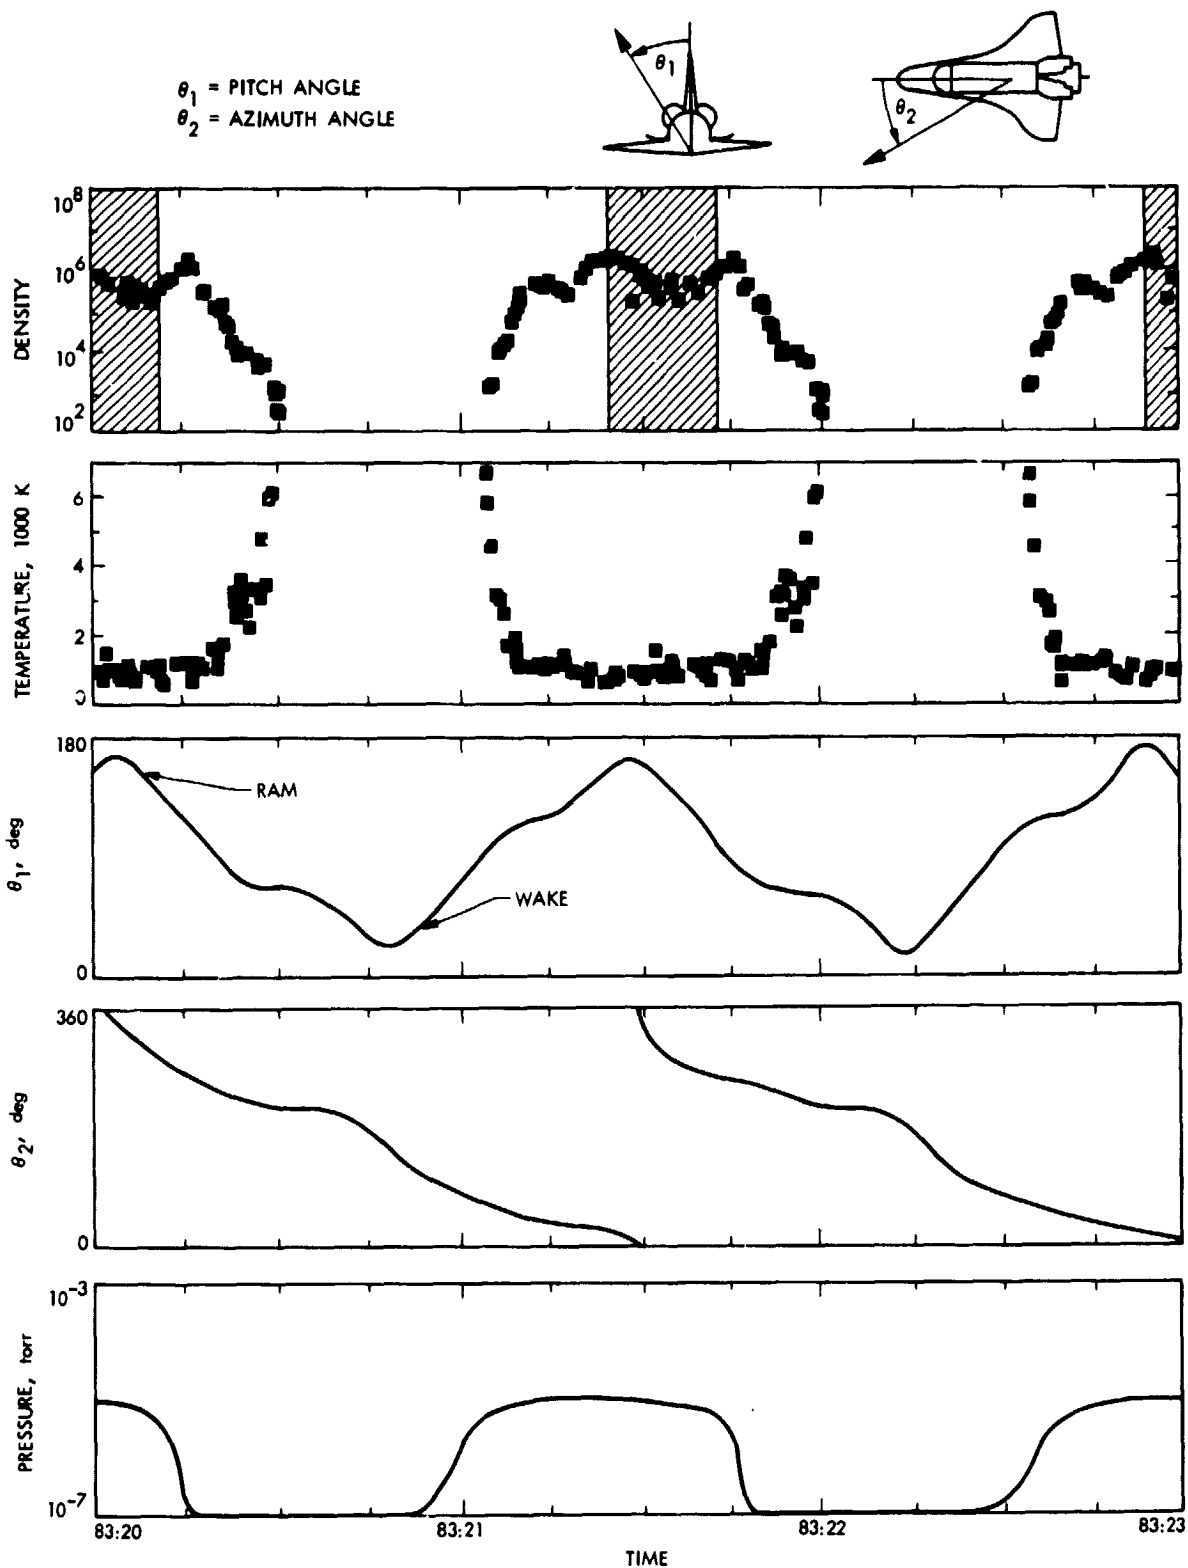 θ1 = PITCH ANGLE
θ2 = AZIMUTH ANGLE
θ1
θ2
DENSITY
10^8
10^6
10^4
10^2
TEMPERATURE, 1000 K
6
4
2
0
θ1, deg
180
0
RAM
WAKE
θ2, deg
360
0
PRESSURE, torr
10^-3
10^-7
83:20 83:21 83:22 83:23
TIME